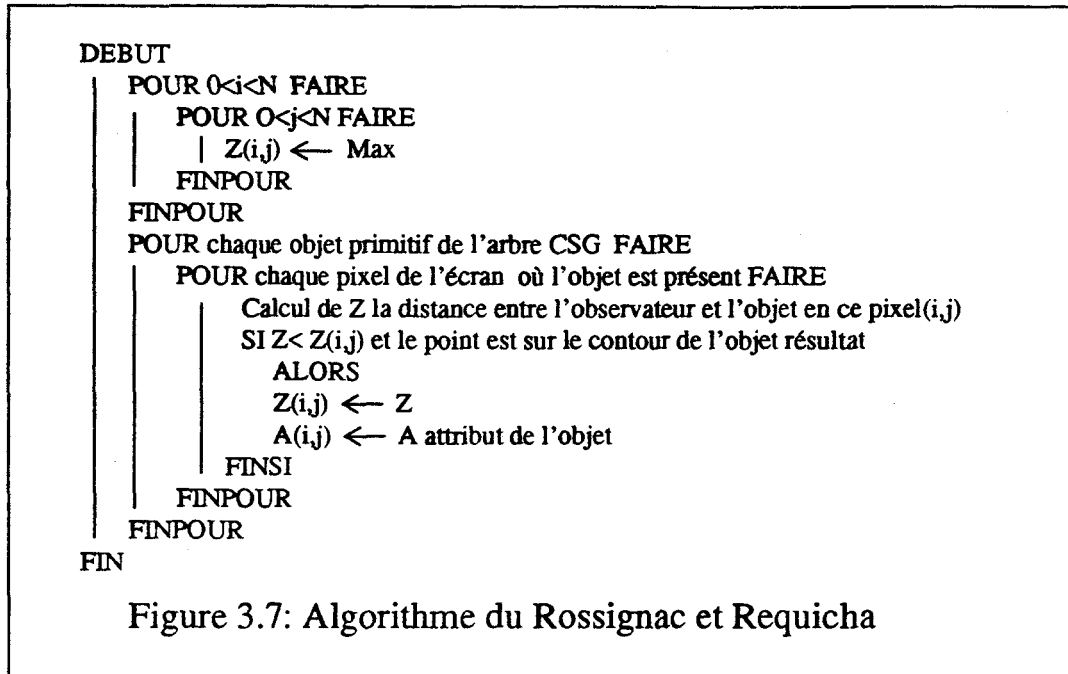 DEBUT
POUR 0<i<N FAIRE
POUR O<j<N FAIRE
Z(i,j) ← Max
FINPOUR
FINPOUR
POUR chaque objet primitif de l'arbre CSG FAIRE
POUR chaque pixel de l'écran où l'objet est présent FAIRE
Calcul de Z la distance entre l'observateur et l'objet en ce pixel(i,j)
SI Z< Z(i,j) et le point est sur le contour de l'objet résultat
ALORS
Z(i,j) ← Z
A(i,j) ← A attribut de l'objet
FINSI
FINPOUR
FINPOUR
FIN
Figure 3.7: Algorithme du Rossignac et Requicha